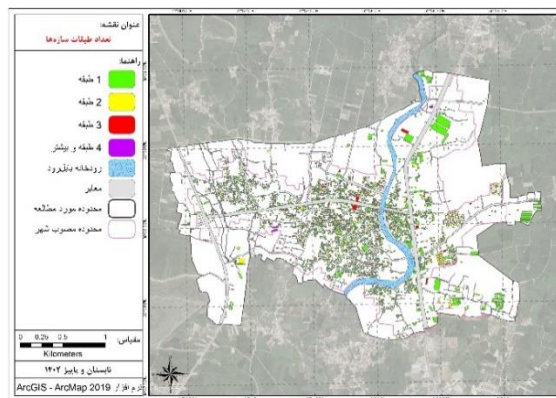 عنوان نقشه:
تعداد طبقات سازه‌ها
راهنما:
1 طبقه
2 طبقه
3 طبقه
4 طبقه و بیشتر
رودخانه بابلرود
معابر
محدوده مورد مطالعه
محدوده مصوب شهر
مقیاس:
0 0.25 0.5 1
Kilometers
تابستان و پاییز ۱۴۰۲
نرم افزار ArcGIS - ArcMap 2019